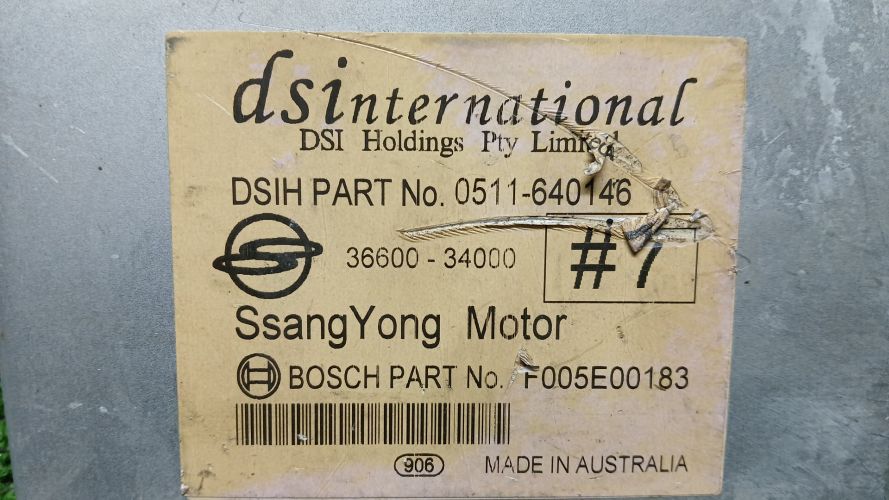 dsinternational
DSI Holdings Pty Limited
DSIH PART No. 0511-640146
36600 - 34000
#7
SsangYong Motor
BOSCH PART No. F005E00183
906
MADE IN AUSTRALIA